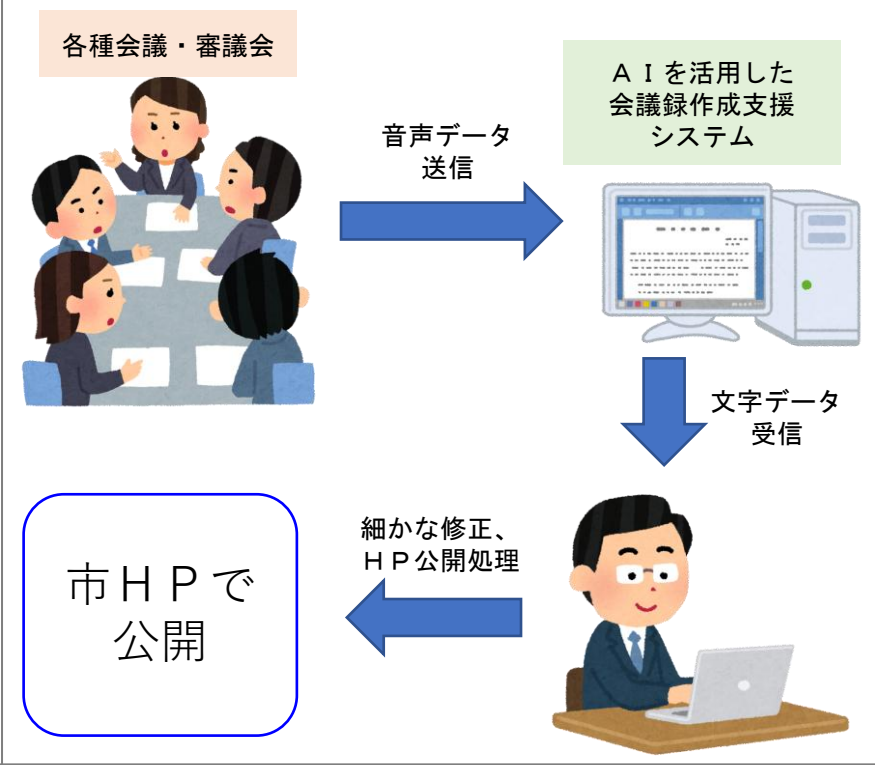 各種会議・審議会
音声データ
送信
ＡＩを活用した
会議録作成支援
システム
文字データ
受信
細かな修正、
ＨＰ公開処理
市ＨＰで
公開